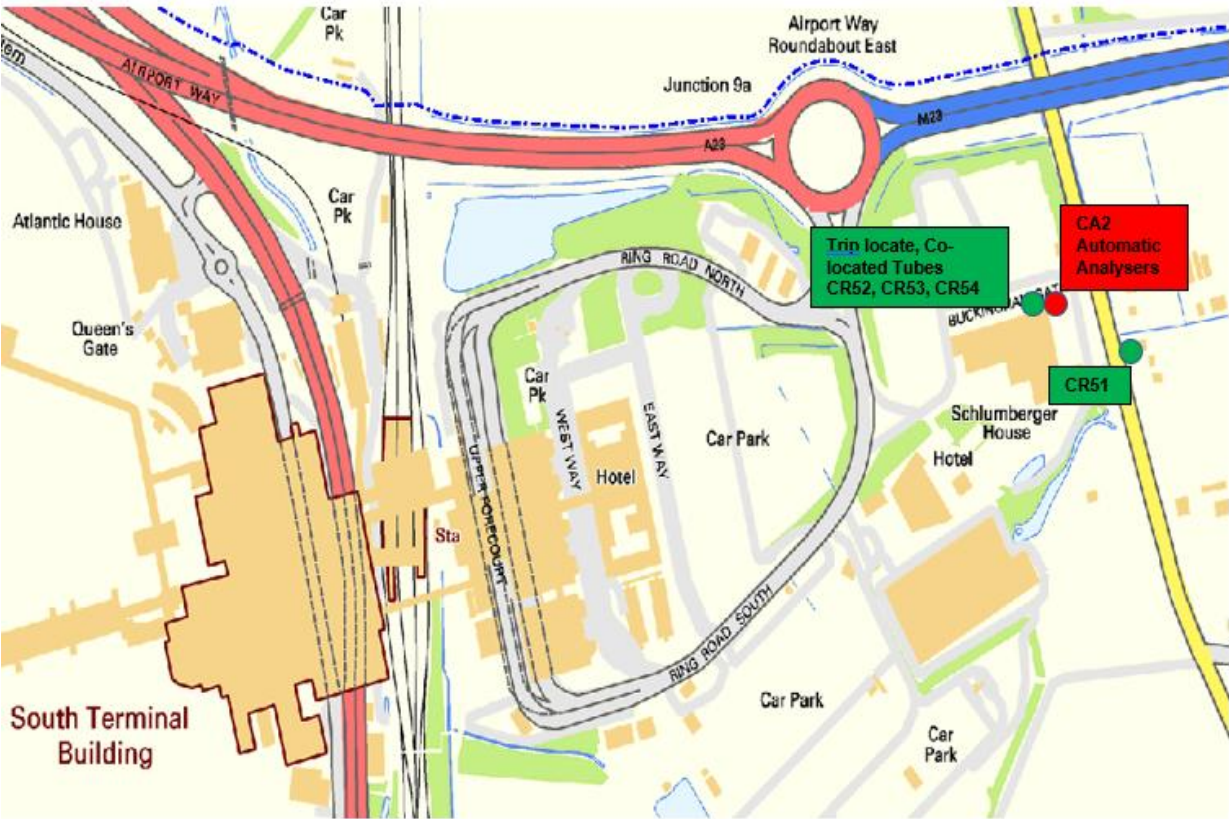 Car
Pk
Airport Way
Roundabout East
tem
AIRPORT WAY
Junction 9a
A23
M23
Car
Pk
Atlantic House
Trip locate, Co-
located Tubes
CR52, CR53, CR54
CA2
Automatic
Analysers
RING ROAD NORTH
BUCKINGHAM GAT
Queen's
Gate
CR51
Car
Pk
WEST WAY
EAST WAY
Car Park
Schlumberger
House
Hotel
Hotel
UPPER FORECOURT
Sta
RING ROAD SOUTH
South Terminal
Building
Car Park
Car
Park